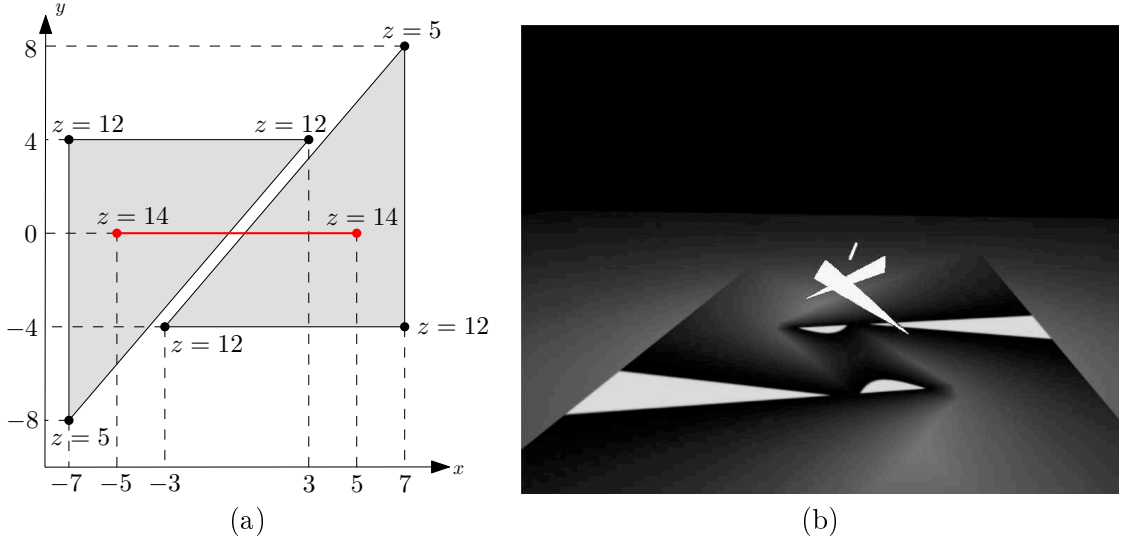 y
z = 5
8
z = 12 z = 12
4
z = 14 z = 14
0
−4
z = 12
z = 12
−8
z = 5
x
−7 −5 −3 3 5 7
(a) (b)